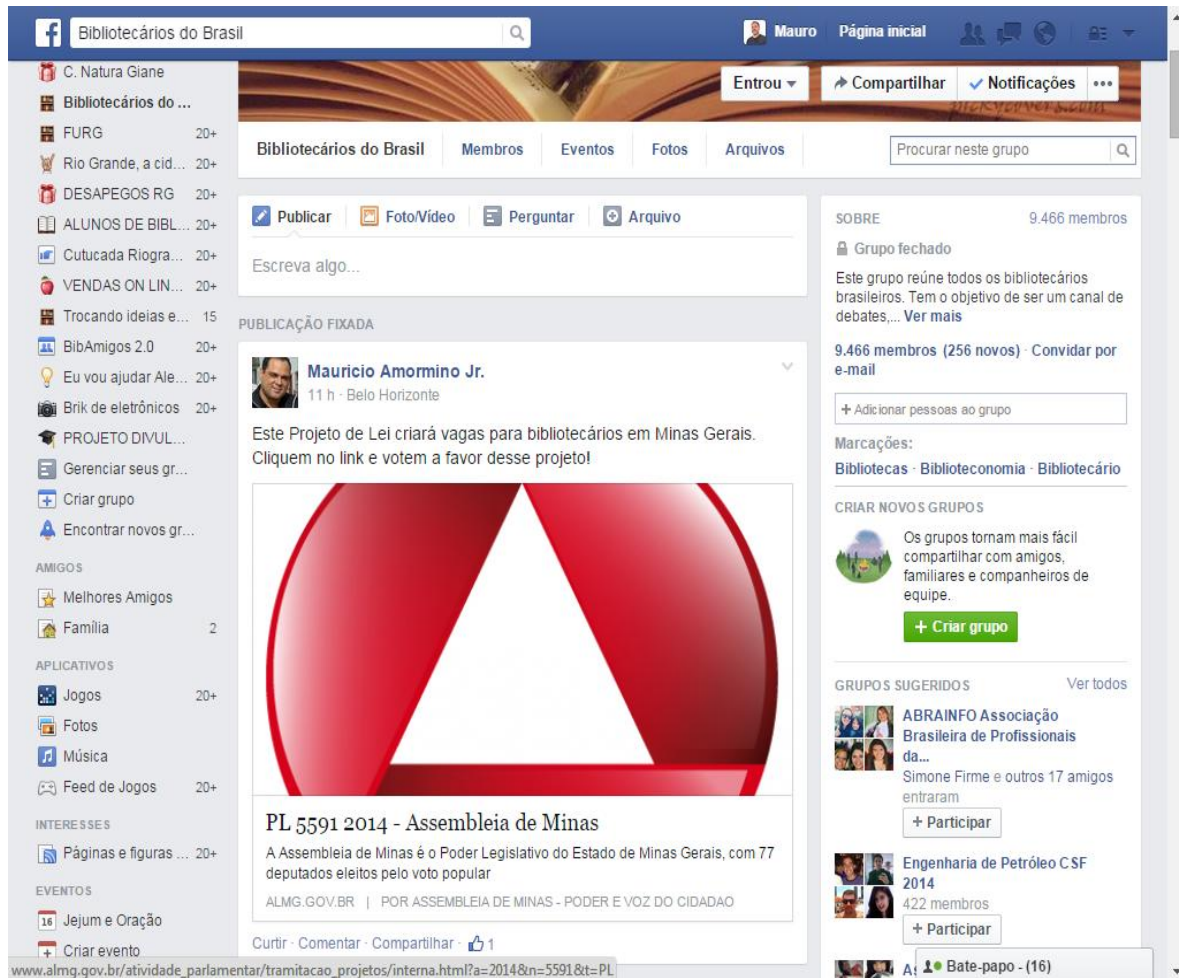 Bibliotecários do Brasil
Mauro Página inicial
C. Natura Giane
Bibliotecários do ...
FURG 20+
Rio Grande, a cid... 20+
DESAPEGOS RG 20+
ALUNOS DE BIBL... 20+
Cutucada Riogra... 20+
VENDAS ON LIN... 20+
Trocando ideias e... 15
BibAmigos 2.0 20+
Eu vou ajudar Ale... 20+
Brik de eletrônicos 20+
PROJETO DIVUL...
Gerenciar seus gr...
Criar grupo
Encontrar novos gr...
AMIGOS
Melhores Amigos
Família 2
APLICATIVOS
Jogos 20+
Fotos
Música
Feed de Jogos 20+
INTERESSES
Páginas e figuras ... 20+
EVENTOS
16 Jejum e Oração
Criar evento
Entrou Compartilhar Notificações
Bibliotecários do Brasil Membros Eventos Fotos Arquivos
Procurar neste grupo
Publicar Foto/Vídeo Perguntar Arquivo
Escreva algo...
PUBLICAÇÃO FIXADA
Mauricio Amormino Jr.
11 h · Belo Horizonte
Este Projeto de Lei criará vagas para bibliotecários em Minas Gerais.
Cliquem no link e votem a favor desse projeto!
PL 5591 2014 - Assembleia de Minas
A Assembleia de Minas é o Poder Legislativo do Estado de Minas Gerais, com 77
deputados eleitos pelo voto popular
ALMG.GOV.BR | POR ASSEMBLEIA DE MINAS - PODER E VOZ DO CIDADAO
Curtir · Comentar · Compartilhar · 1
SOBRE 9.466 membros
Grupo fechado
Este grupo reúne todos os bibliotecários
brasileiros. Tem o objetivo de ser um canal de
debates,... Ver mais
9.466 membros (256 novos) · Convidar por
e-mail
+ Adicionar pessoas ao grupo
Marcações:
Bibliotecas · Biblioteconomia · Bibliotecário
CRIAR NOVOS GRUPOS
Os grupos tornam mais fácil
compartilhar com amigos,
familiares e companheiros de
equipe.
+ Criar grupo
GRUPOS SUGERIDOS Ver todos
ABRAINFO Associação
Brasileira de Profissionais
da...
Simone Firme e outros 17 amigos
entraram
+ Participar
Engenharia de Petróleo CSF
2014
422 membros
+ Participar
Bate-papo - (16)
www.almg.gov.br/atividade_parlamentar/tramitacao_projetos/interna.html?a=2014&n=5591&t=PL